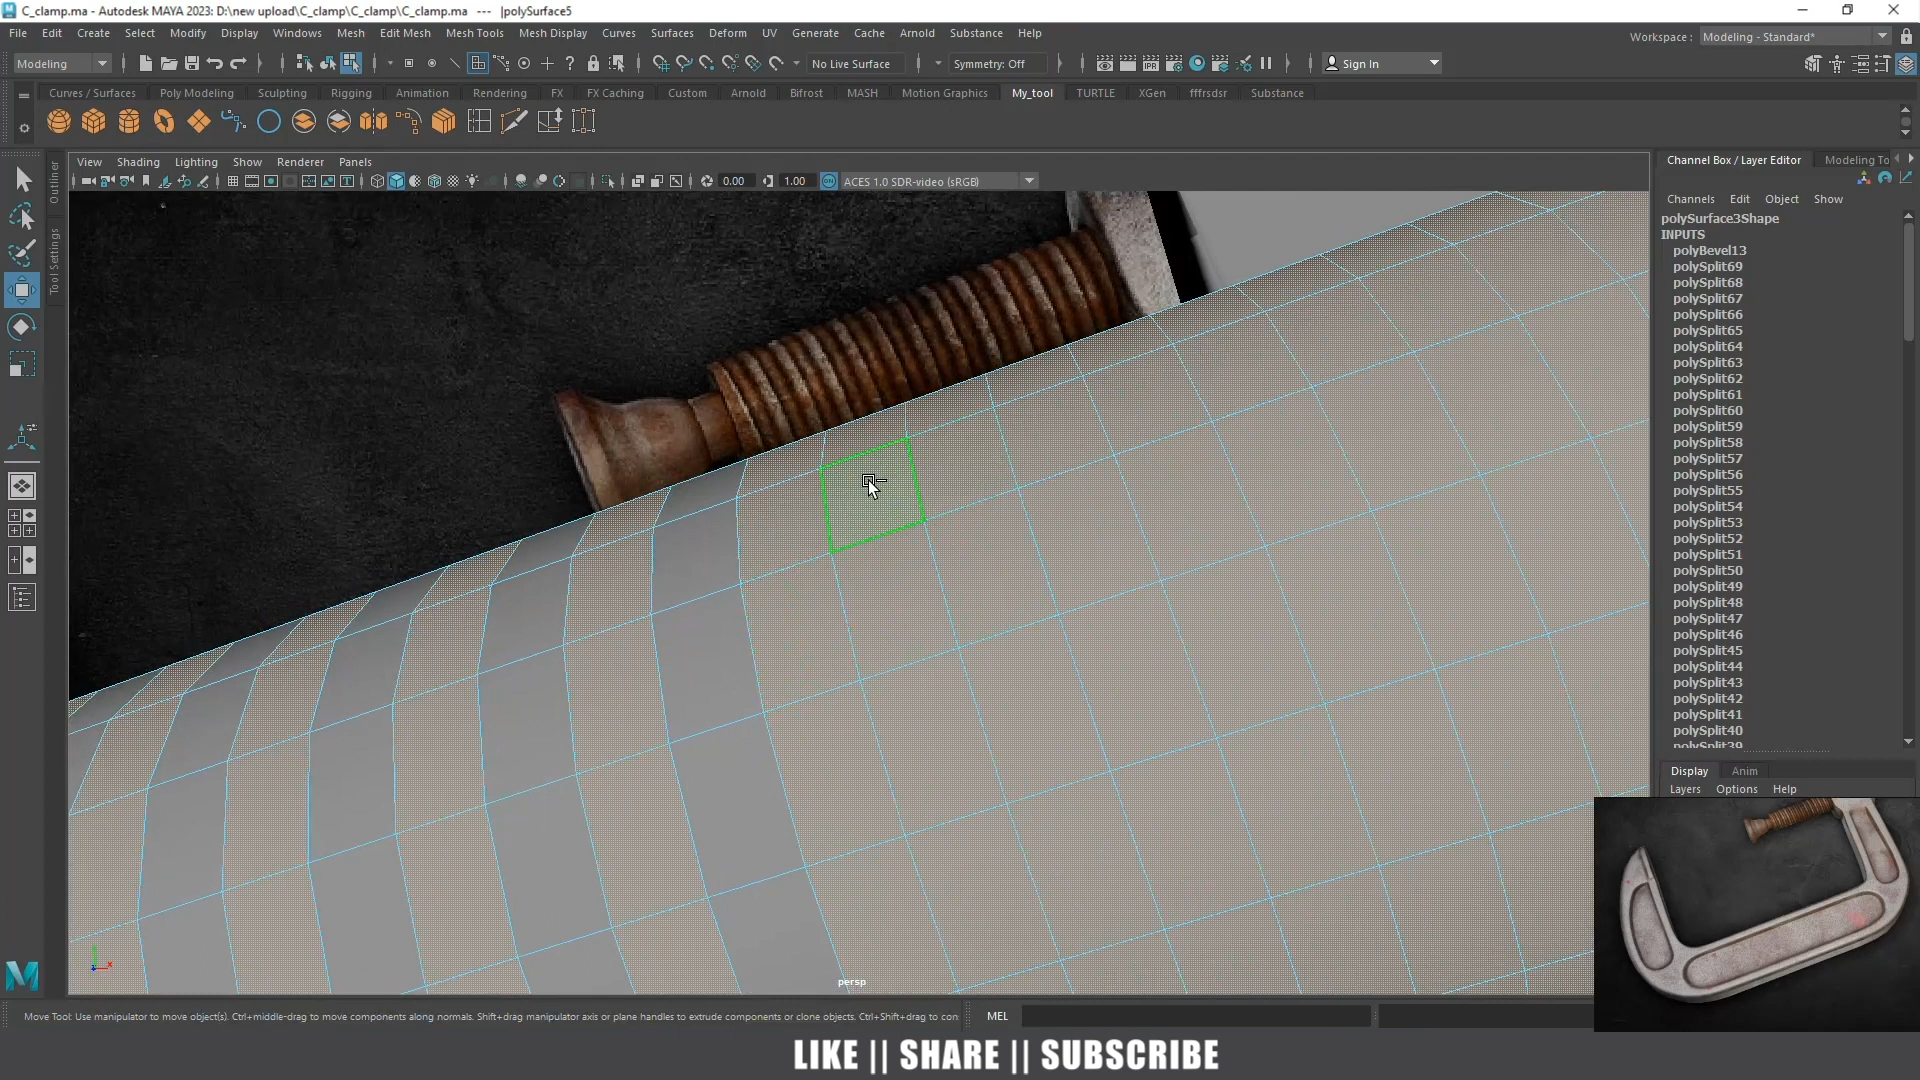 C_clamp.ma - Autodesk MAYA 2023: D:\new upload\C_clamp\C_clamp\C_clamp.ma --- |polySurface5
File Edit Create Select Modify Display Windows Mesh Edit Mesh Mesh Tools Mesh Display Curves Surfaces Deform UV Generate Cache Arnold Substance Help
Workspace : Modeling - Standard*
Modeling
No Live Surface
Symmetry: Off
Sign In
Curves / Surfaces Poly Modeling Sculpting Rigging Animation Rendering FX FX Caching Custom Arnold Bifrost MASH Motion Graphics My_tool TURTLE XGen fffrsdsr Substance
View Shading Lighting Show Renderer Panels
0.00 1.00 ON ACES 1.0 SDR-video (sRGB)
Outliner
Tool Settings
Channel Box / Layer Editor Modeling To
Channels Edit Object Show
polySurface3Shape
INPUTS
polyBevel13
polySplit69
polySplit68
polySplit67
polySplit66
polySplit65
polySplit64
polySplit63
polySplit62
polySplit61
polySplit60
polySplit59
polySplit58
polySplit57
polySplit56
polySplit55
polySplit54
polySplit53
polySplit52
polySplit51
polySplit50
polySplit49
polySplit48
polySplit47
polySplit46
polySplit45
polySplit44
polySplit43
polySplit42
polySplit41
polySplit40
polySplit39
Display Anim
Layers Options Help
persp
Move Tool: Use manipulator to move object(s). Ctrl+middle-drag to move components along normals. Shift+drag manipulator axis or plane handles to extrude components or clone objects. Ctrl+Shift+drag to con
MEL
LIKE || SHARE || SUBSCRIBE